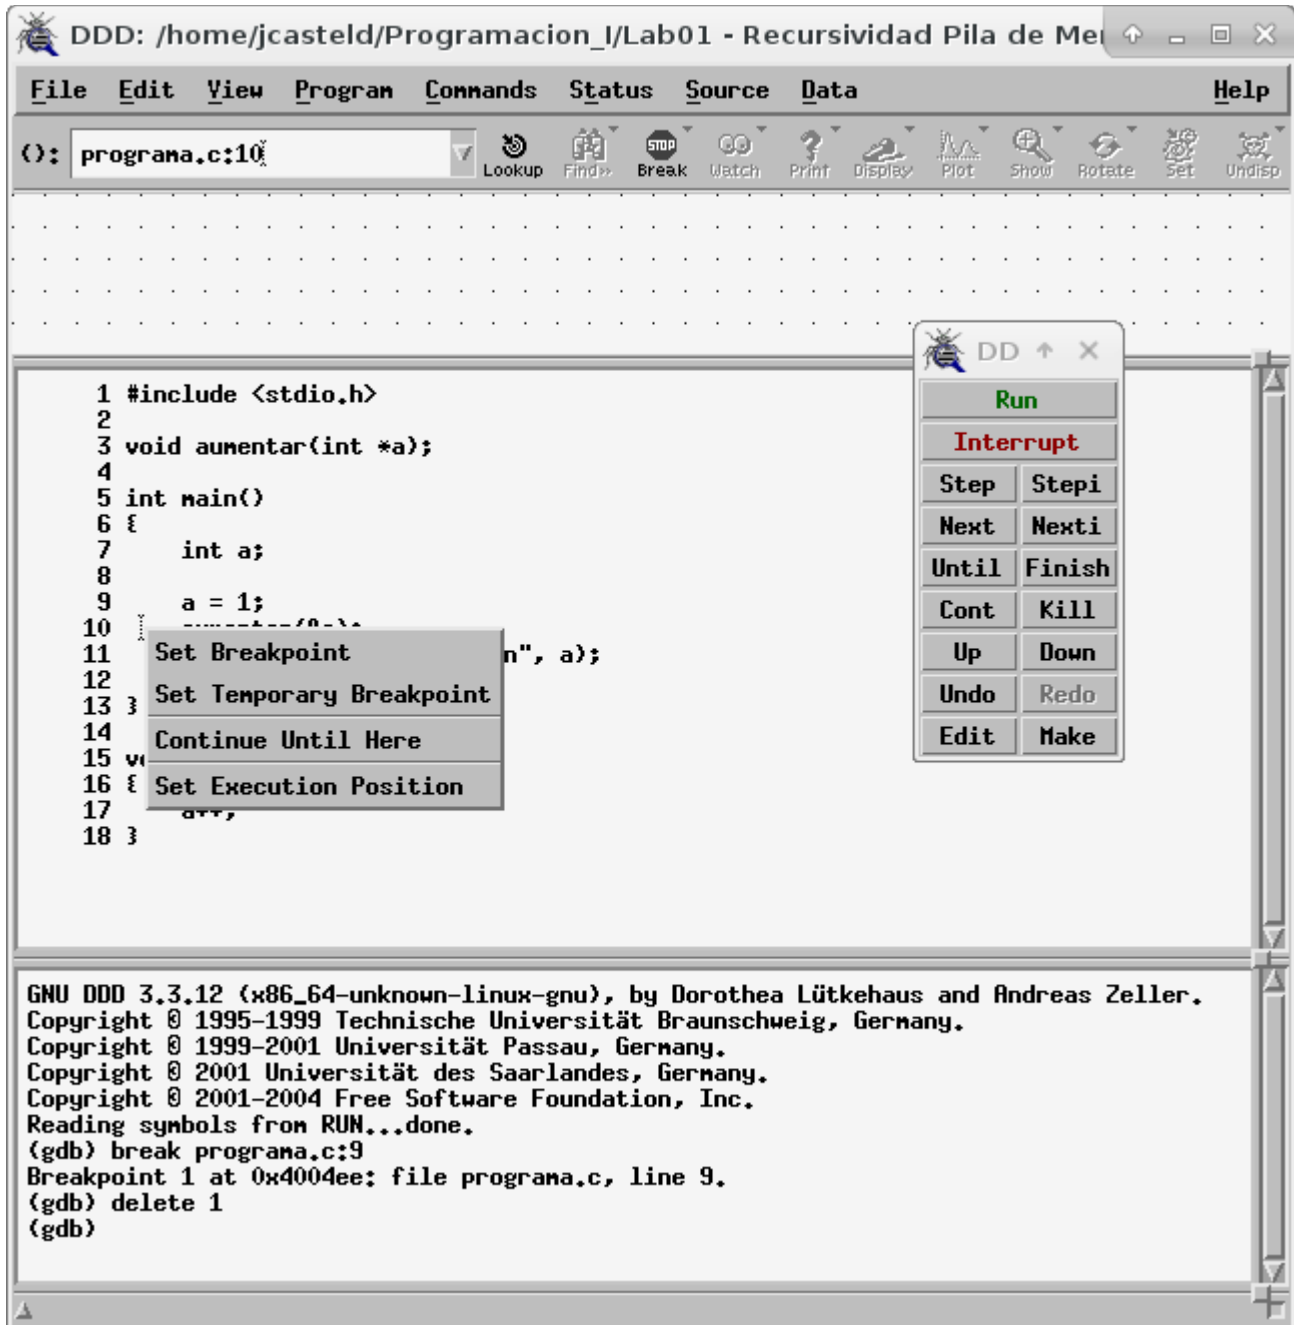 DDD: /home/jcasteld/Programacion_I/Lab01 - Recursividad Pila de Me
File Edit View Program Commands Status Source Data Help
(): programa.c:10 Lookup Find» Break Watch Print Display Plot Show Rotate Set Undisp
STOP
DD
Run
Interrupt
Step Stepi
Next Nexti
Until Finish
Cont Kill
Up Down
Undo Redo
Edit Make
1 #include <stdio.h>
2
3 void aumentar(int *a);
4
5 int main()
6 {
7 int a;
8
9 a = 1;
10
11 n", a);
12
13 }
14
15
16 {
17 a++;
18 }
Set Breakpoint
Set Temporary Breakpoint
Continue Until Here
Set Execution Position
GNU DDD 3.3.12 (x86_64-unknown-linux-gnu), by Dorothea Lütkehaus and Andreas Zeller.
Copyright © 1995-1999 Technische Universität Braunschweig, Germany.
Copyright © 1999-2001 Universität Passau, Germany.
Copyright © 2001 Universität des Saarlandes, Germany.
Copyright © 2001-2004 Free Software Foundation, Inc.
Reading symbols from RUN...done.
(gdb) break programa.c:9
Breakpoint 1 at 0x4004ee: file programa.c, line 9.
(gdb) delete 1
(gdb)